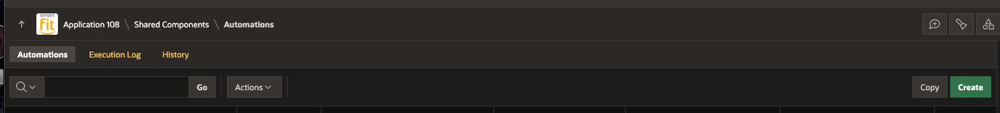 smart
fit
Application 108 \ Shared Components \ Automations
Automations Execution Log History
Go Actions Copy Create